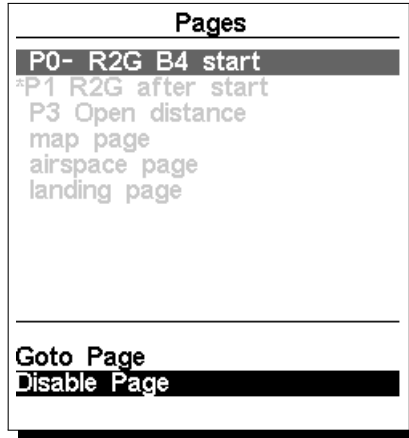 Pages
P0- R2G B4 start
*P1 R2G after start
P3 Open distance
map page
airspace page
landing page
Goto Page
Disable Page